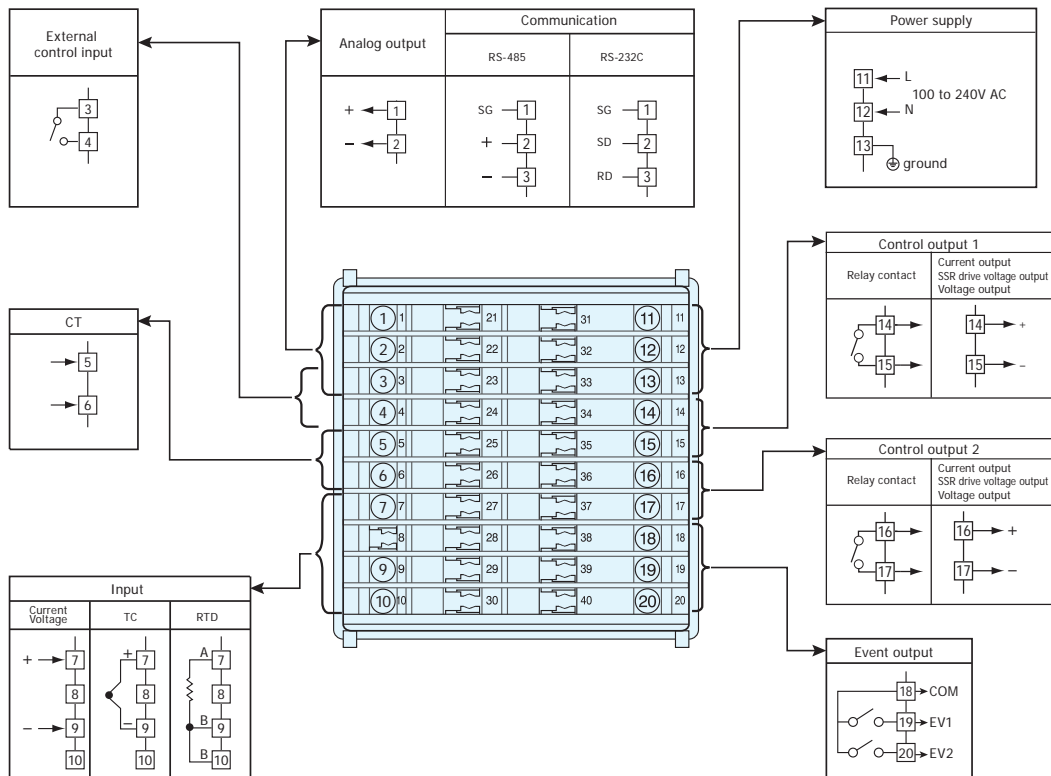 External
control input
3
4
Analog output
Communication
RS-485
RS-232C
+ 1
− 2
SG 1
+ 2
− 3
SG 1
SD 2
RD 3
Power supply
11 L
100 to 240V AC
12 N
13
ground
CT
5
6
Control output 1
Relay contact
Current output
SSR drive voltage output
Voltage output
14
15
14 +
15 −
1 1 21 31 11 11
2 2 22 32 12 12
3 3 23 33 13 13
4 4 24 34 14 14
5 5 25 35 15 15
6 6 26 36 16 16
7 7 27 37 17 17
8 28 38 18 18
9 9 29 39 19 19
10 10 30 40 20 20
Control output 2
Relay contact
Current output
SSR drive voltage output
Voltage output
16
17
16 +
17 −
Input
Current
Voltage
TC
RTD
+ 7
8
− 9
10
+ 7
8
− 9
10
A 7
8
B 9
B 10
Event output
18 COM
19 EV1
20 EV2